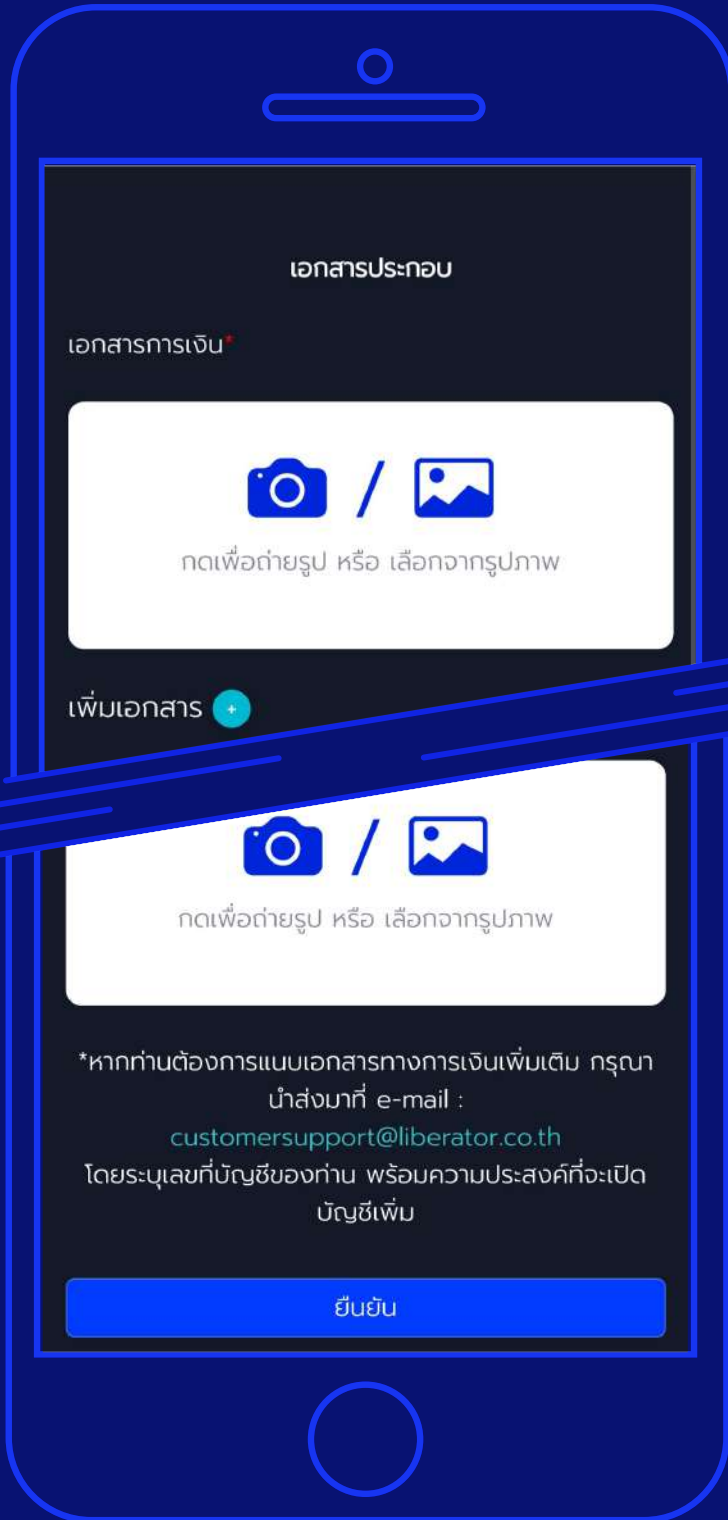 เอกสารประกอบ
เอกสารการเงิน*
/
กดเพื่อถ่ายรูป หรือ เลือกจากรูปภาพ
เพิ่มเอกสาร +
/
กดเพื่อถ่ายรูป หรือ เลือกจากรูปภาพ
*หากท่านต้องการแนบเอกสารทางการเงินเพิ่มเติม กรุณา
นำส่งมาที่ e-mail :
customersupport@liberator.co.th
โดยระบุเลขที่บัญชีของท่าน พร้อมความประสงค์ที่จะเปิด
บัญชีเพิ่ม
ยืนยัน